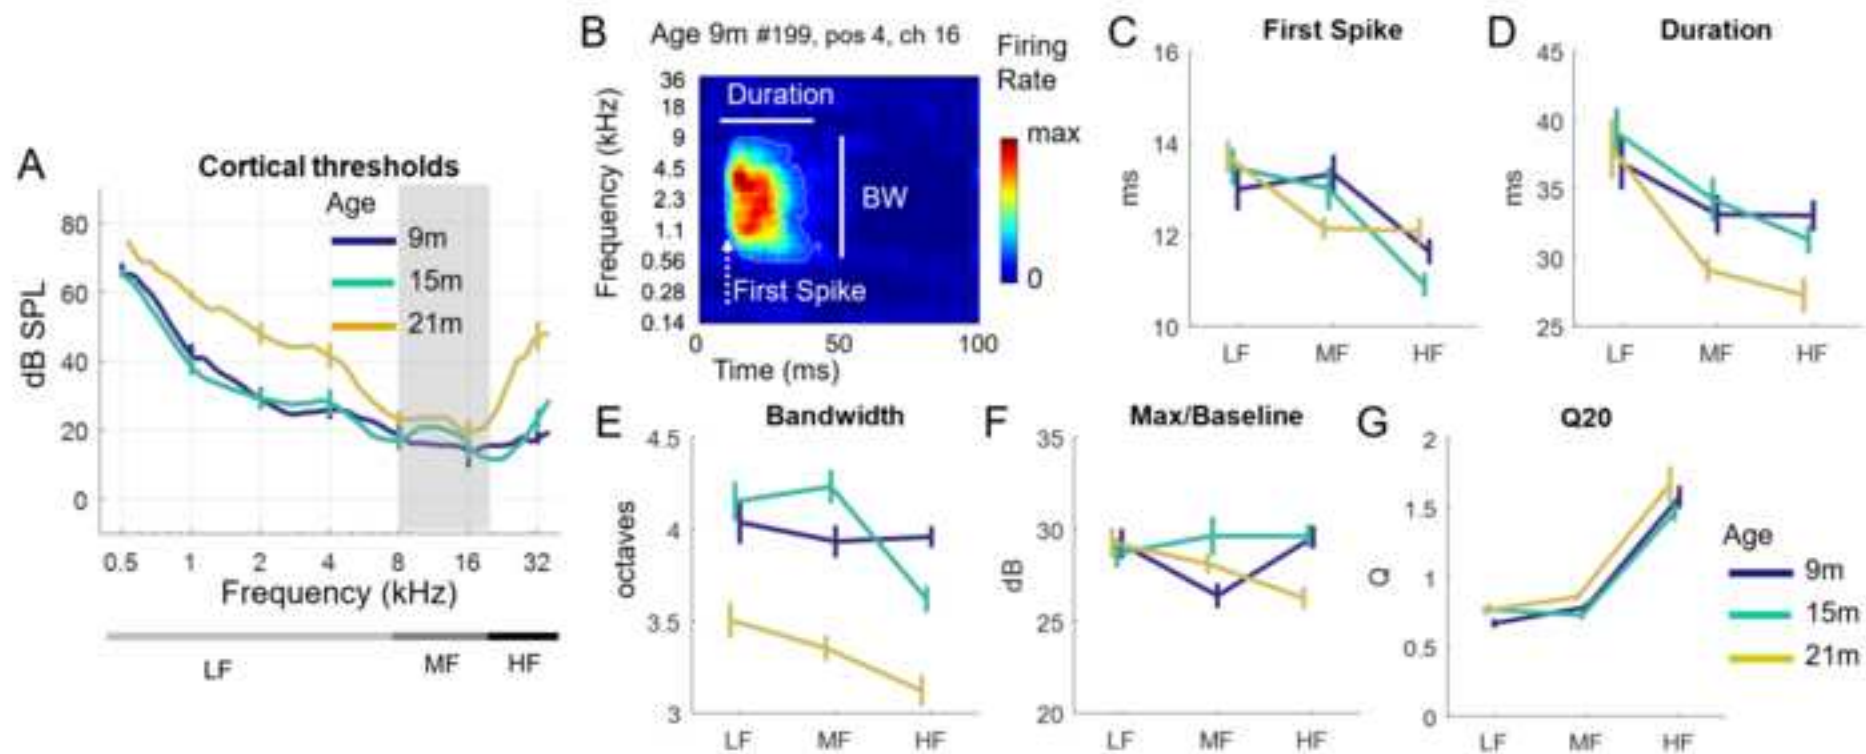 A
Cortical thresholds
Age
9m
15m
21m
dB SPL
80
60
40
20
0
0.5 1 2 4 8 16 32
Frequency (kHz)
LF MF HF
B
Age 9m #199, pos 4, ch 16
Firing
Rate
max
0
Frequency (kHz)
36
18
9
4.5
2.3
1.1
0.56
0.28
0.14
Duration
BW
First Spike
0 50 100
Time (ms)
C
First Spike
ms
16
14
12
10
LF MF HF
D
Duration
ms
45
40
35
30
25
LF MF HF
E
Bandwidth
octaves
4.5
4
3.5
3
LF MF HF
F
Max/Baseline
dB
35
30
25
20
LF MF HF
G
Q20
Q
2
1.5
1
0.5
0
LF MF HF
Age
9m
15m
21m